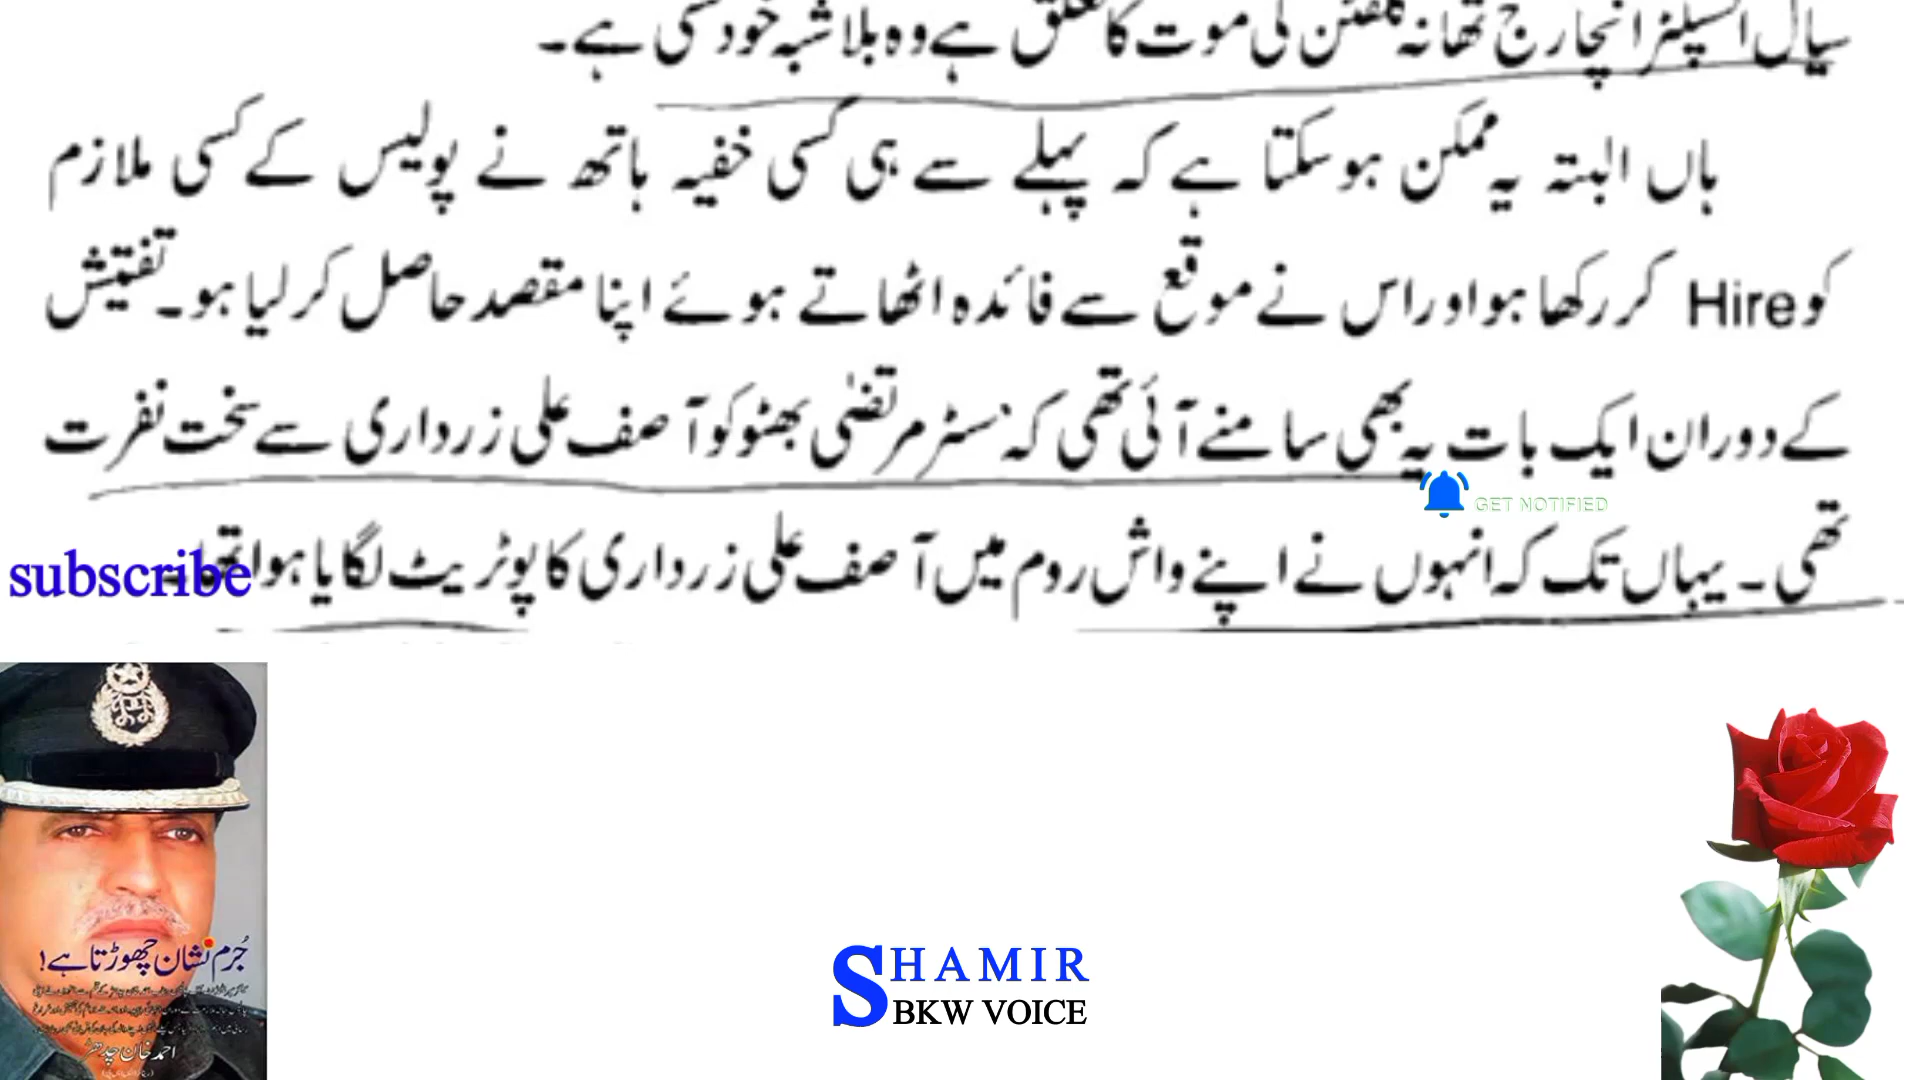 سیال انسپکٹر انچارج تھانہ کلفٹن کی موت کا تعلق ہے وہ بلا شبہ خودکشی ہے۔
ہاں البتہ یہ ممکن ہو سکتا ہے کہ پہلے سے ہی کسی خفیہ ہاتھ نے پولیس کے کسی ملازم
کو Hire کر رکھا ہو اور اس نے موقع سے فائدہ اٹھاتے ہوئے اپنا مقصد حاصل کر لیا ہو۔ تفتیش
کے دوران ایک بات یہ بھی سامنے آئی تھی کہ مسٹر مرتضیٰ بھٹو کو آصف علی زرداری سے سخت نفرت
GET NOTIFIED
تھی۔ یہاں تک کہ انہوں نے اپنے واش روم میں آصف علی زرداری کا پوٹریٹ لگایا ہوا تھا۔
subscribe
جُرم نشان چھوڑتا ہے!
احمد خان چدھڑ
SHAMIR
BKW VOICE